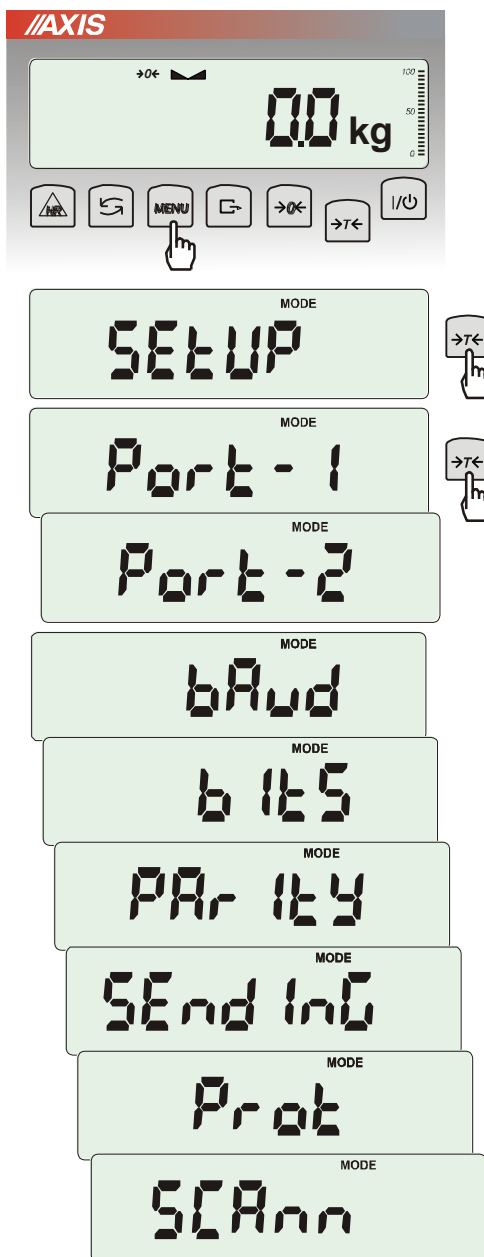 //AXIS
→0←
100
50
0
0.0 kg
HR MENU →0← →T← I/⏻
MODE
SEtUP
→T←
MODE
Port-1
→T←
MODE
Port-2
MODE
bAud
MODE
bItS
MODE
PArItY
MODE
SEndInG
MODE
Prot
MODE
SCAnn